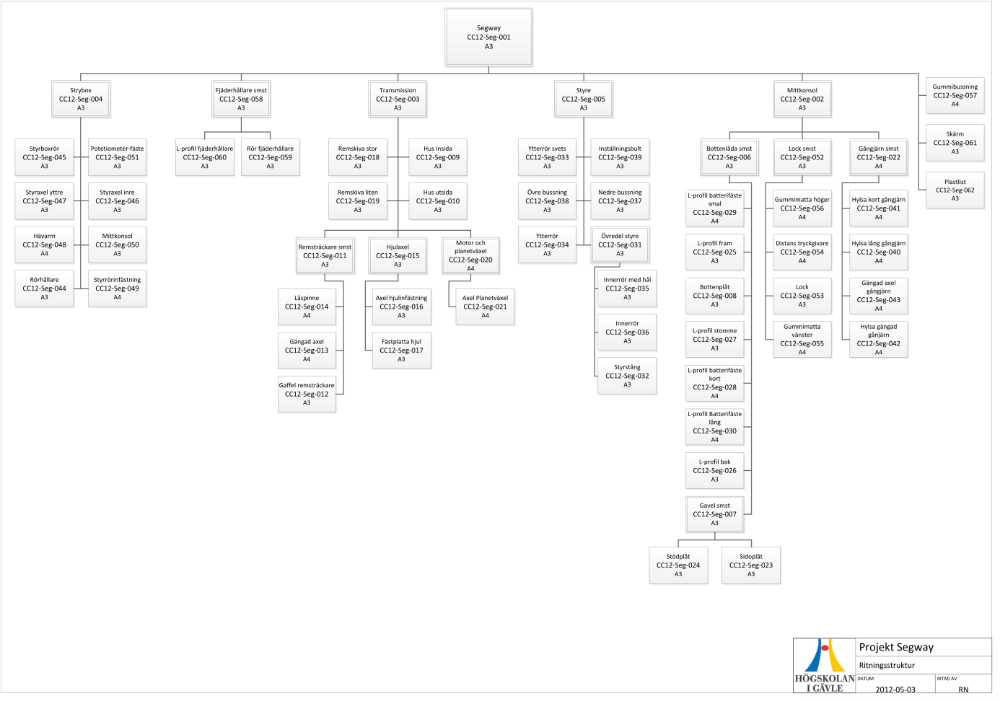 Segway
CC12-Seg-001
A3
Strybox
CC12-Seg-004
A3
Fjäderhållare smst
CC12-Seg-058
A3
Transmission
CC12-Seg-003
A3
Styre
CC12-Seg-005
A3
Mittkonsol
CC12-Seg-002
A3
Gummibussning
CC12-Seg-057
A4
Skärm
CC12-Seg-061
A3
Plastlist
CC12-Seg-062
A3
Styrboxrör
CC12-Seg-045
A3
Potetiometer-fäste
CC12-Seg-051
A3
Styraxel yttre
CC12-Seg-047
A3
Styraxel inre
CC12-Seg-046
A3
Hävarm
CC12-Seg-048
A4
Mittkonsol
CC12-Seg-050
A3
Rörhållare
CC12-Seg-044
A3
Styrrörinfästning
CC12-Seg-049
A4
L-profil fjäderhållare
CC12-Seg-060
A3
Rör fjäderhållare
CC12-Seg-059
A3
Remskiva stor
CC12-Seg-018
A3
Hus Insida
CC12-Seg-009
A3
Remskiva liten
CC12-Seg-019
A3
Hus utsida
CC12-Seg-010
A3
Remsträckare smst
CC12-Seg-011
A3
Hjulaxel
CC12-Seg-015
A3
Motor och
planetväxel
CC12-Seg-020
A4
Låspinne
CC12-Seg-014
A4
Gängad axel
CC12-Seg-013
A4
Gaffel remsträckare
CC12-Seg-012
A3
Axel hjulinfästning
CC12-Seg-016
A3
Fästplatta hjul
CC12-Seg-017
A3
Axel Planetväxel
CC12-Seg-021
A4
Ytterrör svets
CC12-Seg-033
A3
Inställningsbult
CC12-Seg-039
A3
Övre bussning
CC12-Seg-038
A3
Nedre bussning
CC12-Seg-037
A3
Ytterrör
CC12-Seg-034
A3
Övredel styre
CC12-Seg-031
A3
Innerrör med hål
CC12-Seg-035
A3
Innerrör
CC12-Seg-036
A3
Styrstång
CC12-Seg-032
A3
Bottenlåda smst
CC12-Seg-006
A3
Lock smst
CC12-Seg-052
A3
Gångjärn smst
CC12-Seg-022
A4
L-profil batterifäste
smal
CC12-Seg-029
A4
L-profil fram
CC12-Seg-025
A3
Bottenplåt
CC12-Seg-008
A3
L-profil stomme
CC12-Seg-027
A3
L-profil batterifäste
kort
CC12-Seg-028
A4
L-profil Batterifäste
lång
CC12-Seg-030
A4
L-profil bak
CC12-Seg-026
A3
Gavel smst
CC12-Seg-007
A3
Stödplåt
CC12-Seg-024
A3
Sidoplåt
CC12-Seg-023
A3
Gummimatta höger
CC12-Seg-056
A4
Distans tryckgivare
CC12-Seg-054
A4
Lock
CC12-Seg-053
A3
Gummimatta
vänster
CC12-Seg-055
A4
Hylsa kort gångjärn
CC12-Seg-041
A4
Hylsa lång gångjärn
CC12-Seg-040
A4
Gängad axel
gångjärn
CC12-Seg-043
A4
Hylsa gängad
gånjärn
CC12-Seg-042
A4
HÖGSKOLAN
I GÄVLE
Projekt Segway
Ritningsstruktur
DATUM
2012-05-03
RITAD AV
RN